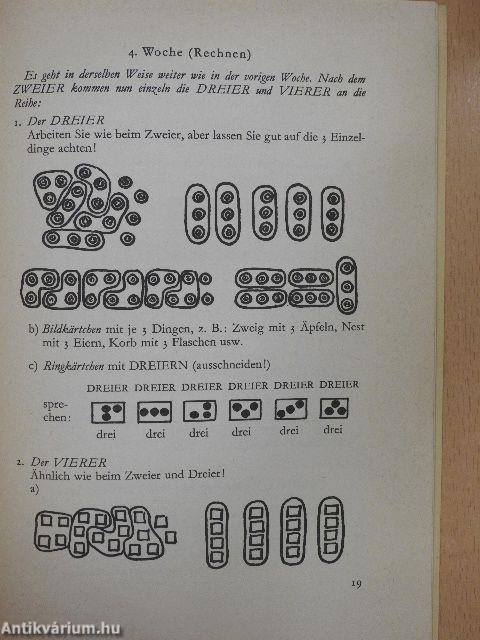 4. Woche (Rechnen)
Es geht in derselben Weise weiter wie in der vorigen Woche. Nach dem
ZWEIER kommen nun einzeln die DREIER und VIERER an die
Reihe:
1. Der DREIER
Arbeiten Sie wie beim Zweier, aber lassen Sie gut auf die 3 Einzel-
dinge achten!
b) Bildkärtchen mit je 3 Dingen, z. B.: Zweig mit 3 Äpfeln, Nest
mit 3 Eiern, Korb mit 3 Flaschen usw.
c) Ringkärtchen mit DREIERN (ausschneiden!)
DREIER DREIER DREIER DREIER DREIER DREIER
spre-
chen:
drei drei drei drei drei drei
2. Der VIERER
Ähnlich wie beim Zweier und Dreier!
a)
19
Antikvárium.hu